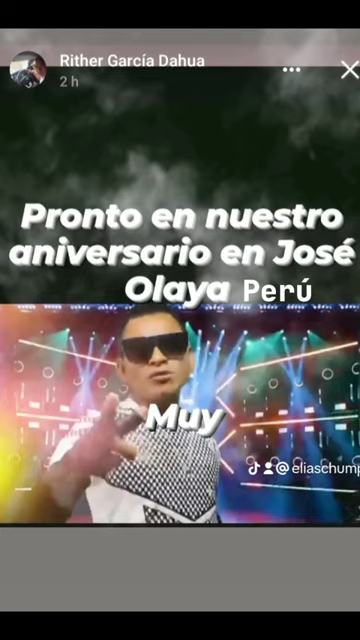 Rither García Dahua
2 h
Pronto en nuestro
aniversario en José
Olaya Perú
Muy
@eliaschump